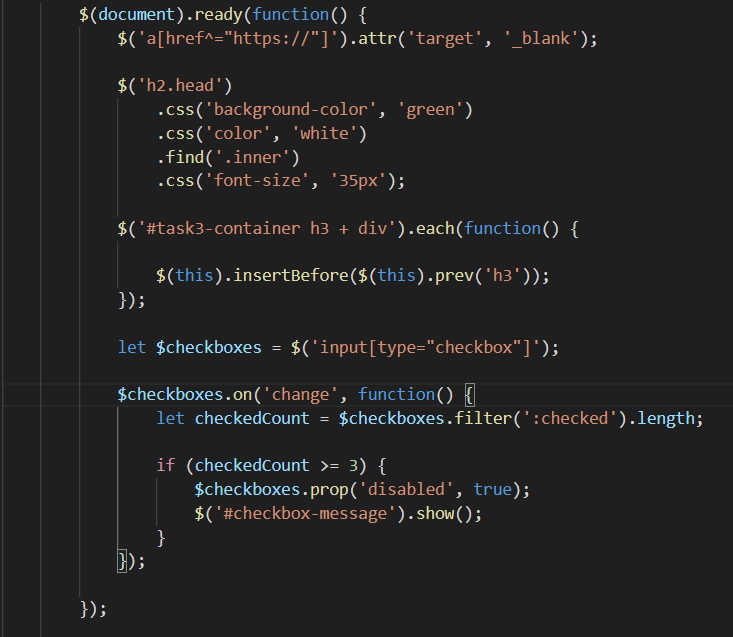 $(document).ready(function() {
$('a[href^="https://"]').attr('target', '_blank');
$('h2.head')
.css('background-color', 'green')
.css('color', 'white')
.find('.inner')
.css('font-size', '35px');
$('#task3-container h3 + div').each(function() {
$(this).insertBefore($(this).prev('h3'));
});
let $checkboxes = $('input[type="checkbox"]');
$checkboxes.on('change', function() {
let checkedCount = $checkboxes.filter(':checked').length;
if (checkedCount >= 3) {
$checkboxes.prop('disabled', true);
$('#checkbox-message').show();
}
});
});